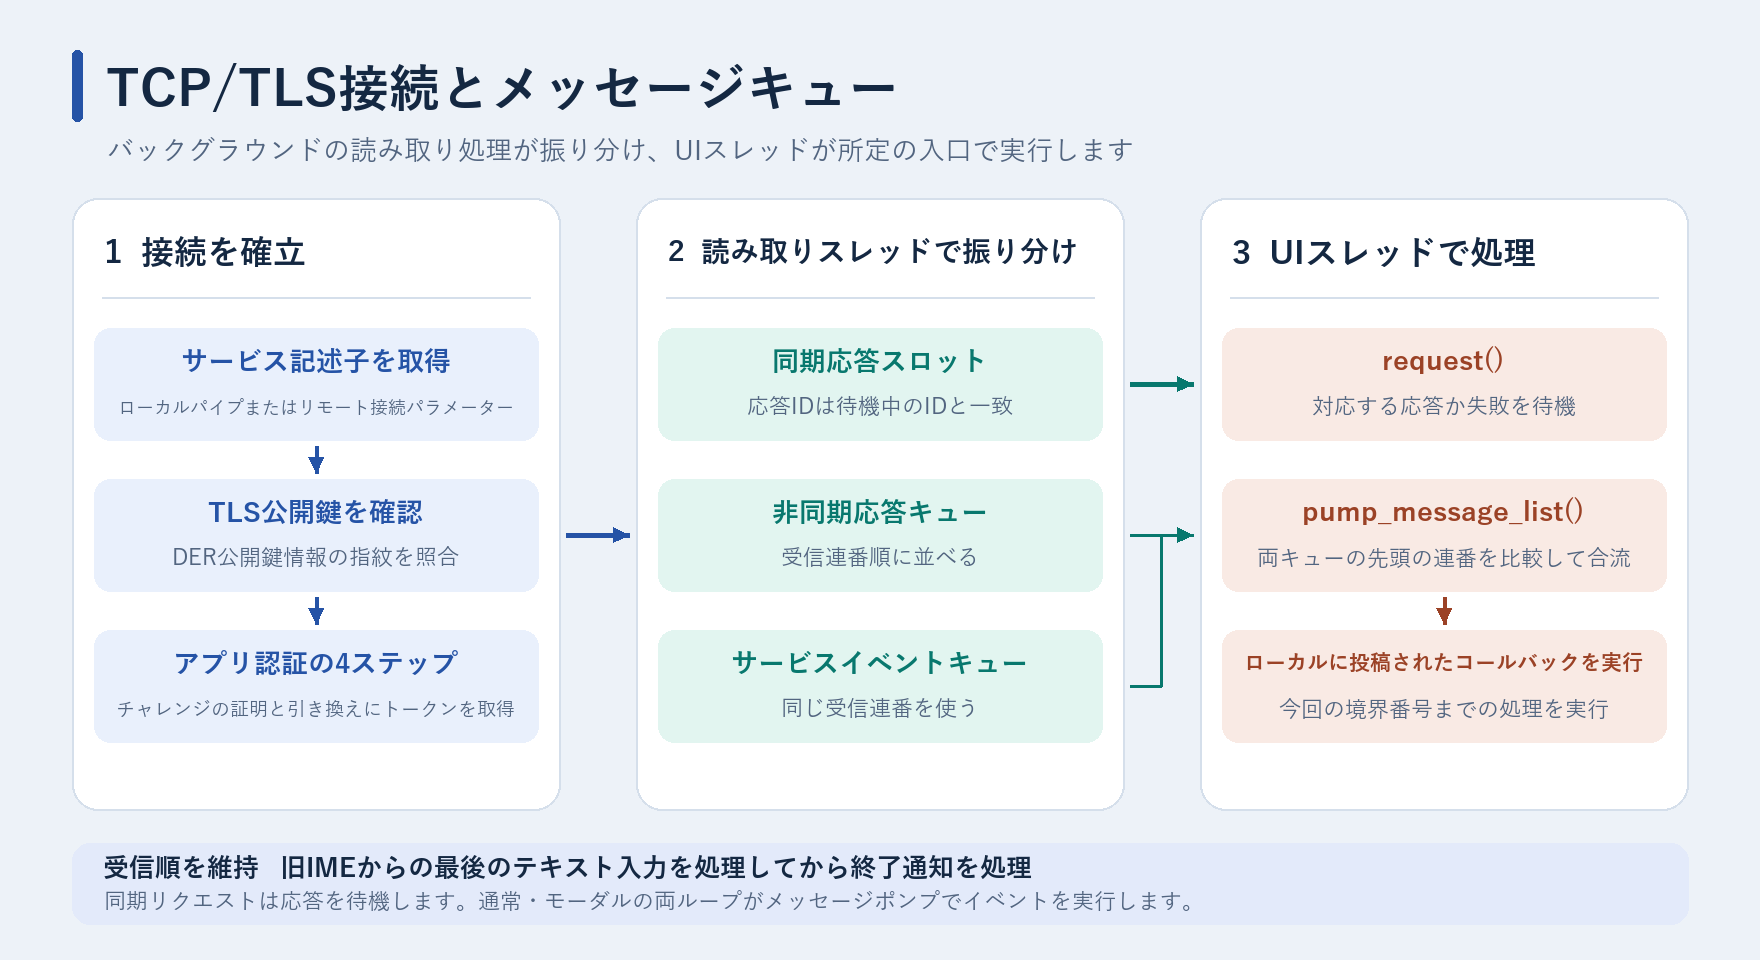 TCP/TLS接続とメッセージキュー
バックグラウンドの読み取り処理が振り分け、UIスレッドが所定の入口で実行します
1 接続を確立
サービス記述子を取得
ローカルパイプまたはリモート接続パラメーター
TLS公開鍵を確認
DER公開鍵情報の指紋を照合
アプリ認証の4ステップ
チャレンジの証明と引き換えにトークンを取得
2 読み取りスレッドで振り分け
同期応答スロット
応答IDは待機中のIDと一致
非同期応答キュー
受信連番順に並べる
サービスイベントキュー
同じ受信連番を使う
3 UIスレッドで処理
request()
対応する応答か失敗を待機
pump_message_list()
両キューの先頭の連番を比較して合流
ローカルに投稿されたコールバックを実行
今回の境界番号までの処理を実行
受信順を維持 旧IMEからの最後のテキスト入力を処理してから終了通知を処理
同期リクエストは応答を待機します。通常・モーダルの両ループがメッセージポンプでイベントを実行します。